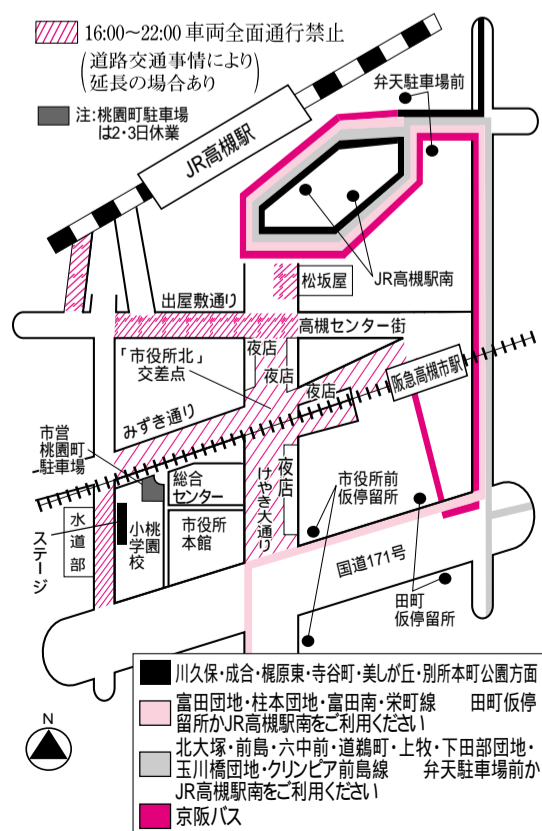 16:00~22:00 車両全面通行禁止
(道路交通事情により
延長の場合あり)
注:桃園町駐車場
は2・3日休業
弁天駐車場前
JR高槻駅
JR高槻駅南
松坂屋
出屋敷通り
高槻センター街
「市役所北」
交差点
夜店
夜店
夜店
阪急高槻市駅
みずき通り
市営
桃園町
駐車場
総合
センター
けやき大通り
夜店
市役所前
仮停留所
水道部
ステージ
桃園
小学校
市役所
本館
国道171号
田町
仮停留所
N
川久保・成合・梶原東・寺谷町・美しが丘・別所本町公園方面
富田団地・柱本団地・富田南・栄町線 田町仮停
留所かJR高槻駅南をご利用ください
北大塚・前島・六中前・道鵜町・上牧・下田部団地・
玉川橋団地・クリンピア前島線 弁天駐車場前か
JR高槻駅南をご利用ください
京阪バス